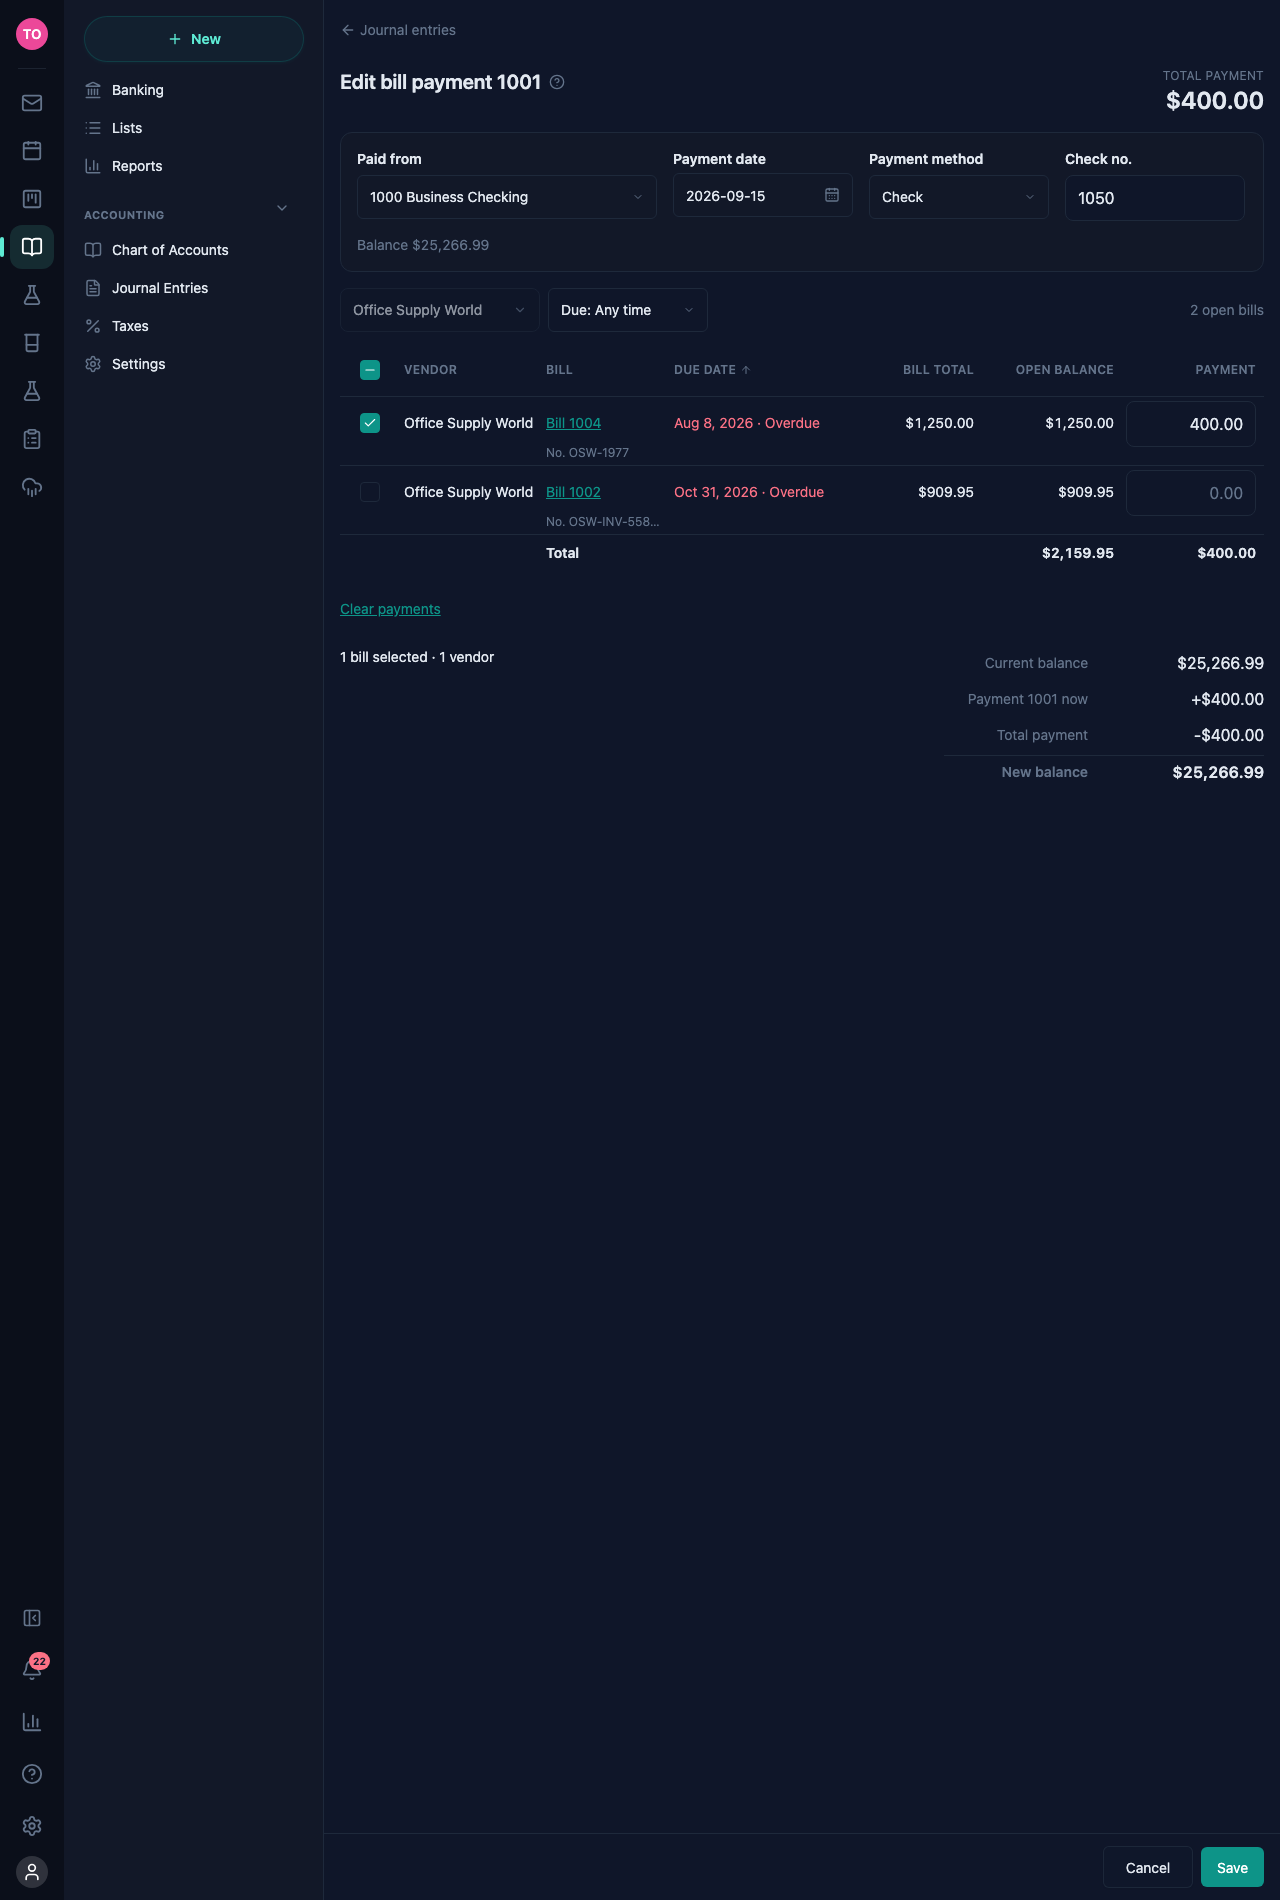 TO
New
Banking
Lists
Reports
ACCOUNTING
Chart of Accounts
Journal Entries
Taxes
Settings
22
Journal entries
Edit bill payment 1001
TOTAL PAYMENT
$400.00
Paid from
Payment date
Payment method
Check no.
1000 Business Checking
2026-09-15
Check
1050
Balance $25,266.99
Office Supply World
Due: Any time
2 open bills
VENDOR BILL DUE DATE BILL TOTAL OPEN BALANCE PAYMENT
Office Supply World Bill 1004 Aug 8, 2026 · Overdue $1,250.00 $1,250.00 400.00
No. OSW-1977
Office Supply World Bill 1002 Oct 31, 2026 · Overdue $909.95 $909.95 0.00
No. OSW-INV-558...
Total $2,159.95 $400.00
Clear payments
1 bill selected · 1 vendor
Current balance $25,266.99
Payment 1001 now +$400.00
Total payment -$400.00
New balance $25,266.99
Cancel
Save